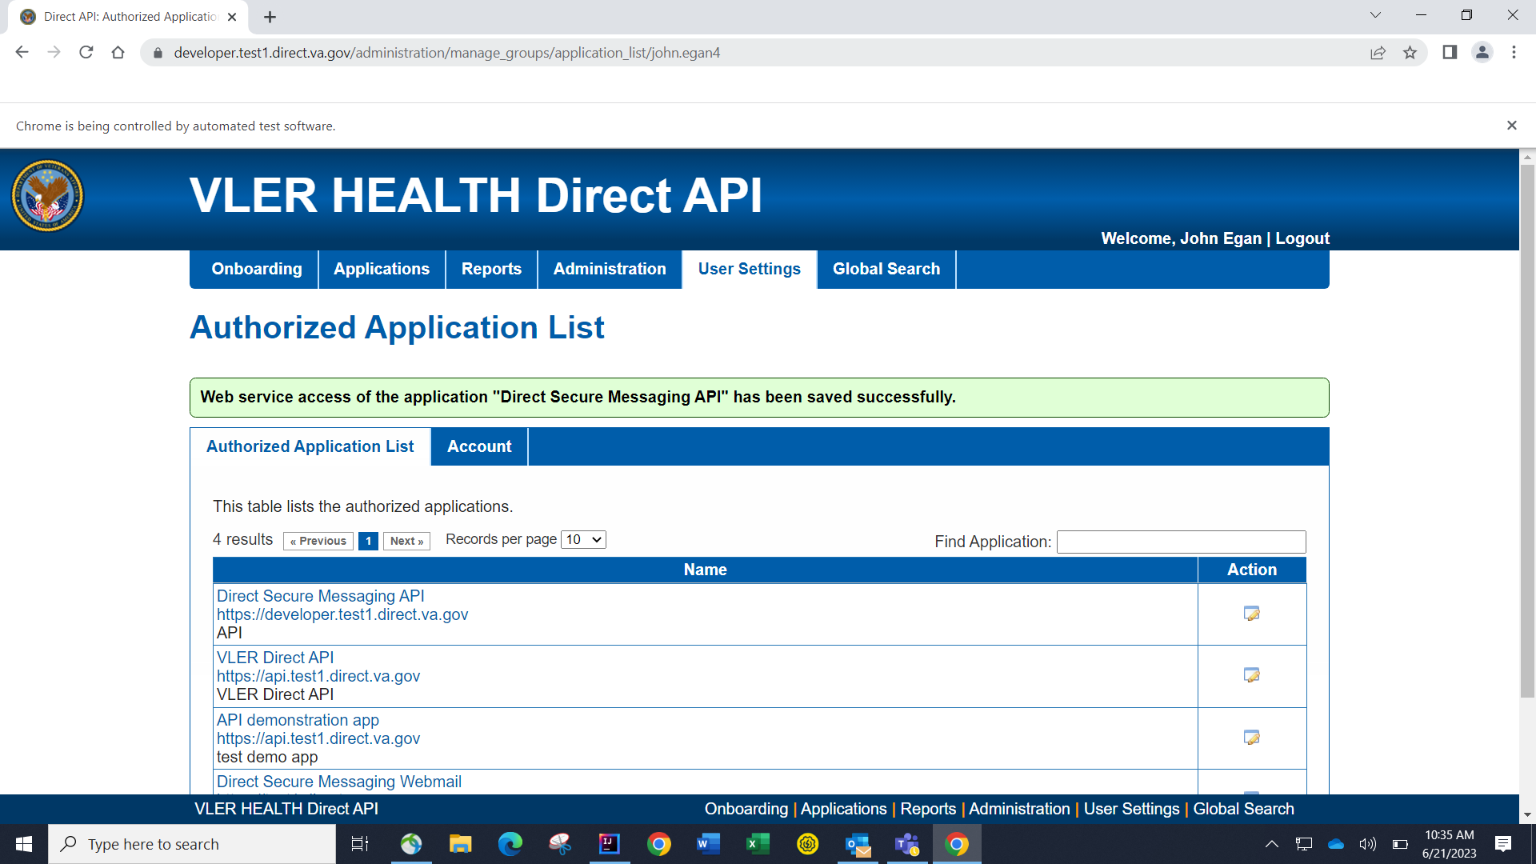 Direct API: Authorized Applicatio
developer.test1.direct.va.gov/administration/manage_groups/application_list/john.egan4
Chrome is being controlled by automated test software.
VLER HEALTH Direct API
Welcome, John Egan | Logout
Onboarding Applications Reports Administration User Settings Global Search
Authorized Application List
Web service access of the application "Direct Secure Messaging API" has been saved successfully.
Authorized Application List Account
This table lists the authorized applications.
4 results « Previous 1 Next » Records per page 10 Find Application:
Name Action
Direct Secure Messaging API
https://developer.test1.direct.va.gov
API
VLER Direct API
https://api.test1.direct.va.gov
VLER Direct API
API demonstration app
https://api.test1.direct.va.gov
test demo app
Direct Secure Messaging Webmail
VLER HEALTH Direct API Onboarding | Applications | Reports | Administration | User Settings | Global Search
Type here to search
10:35 AM
6/21/2023